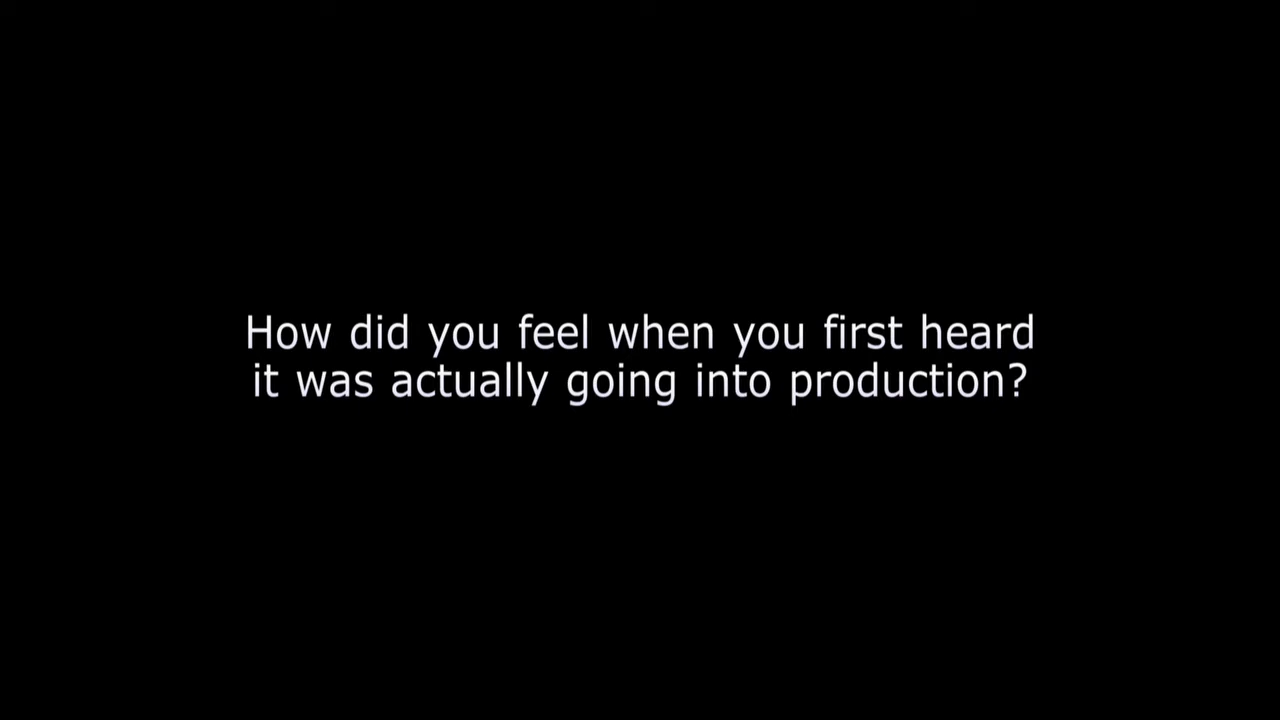 How did you feel when you first heard
it was actually going into production?